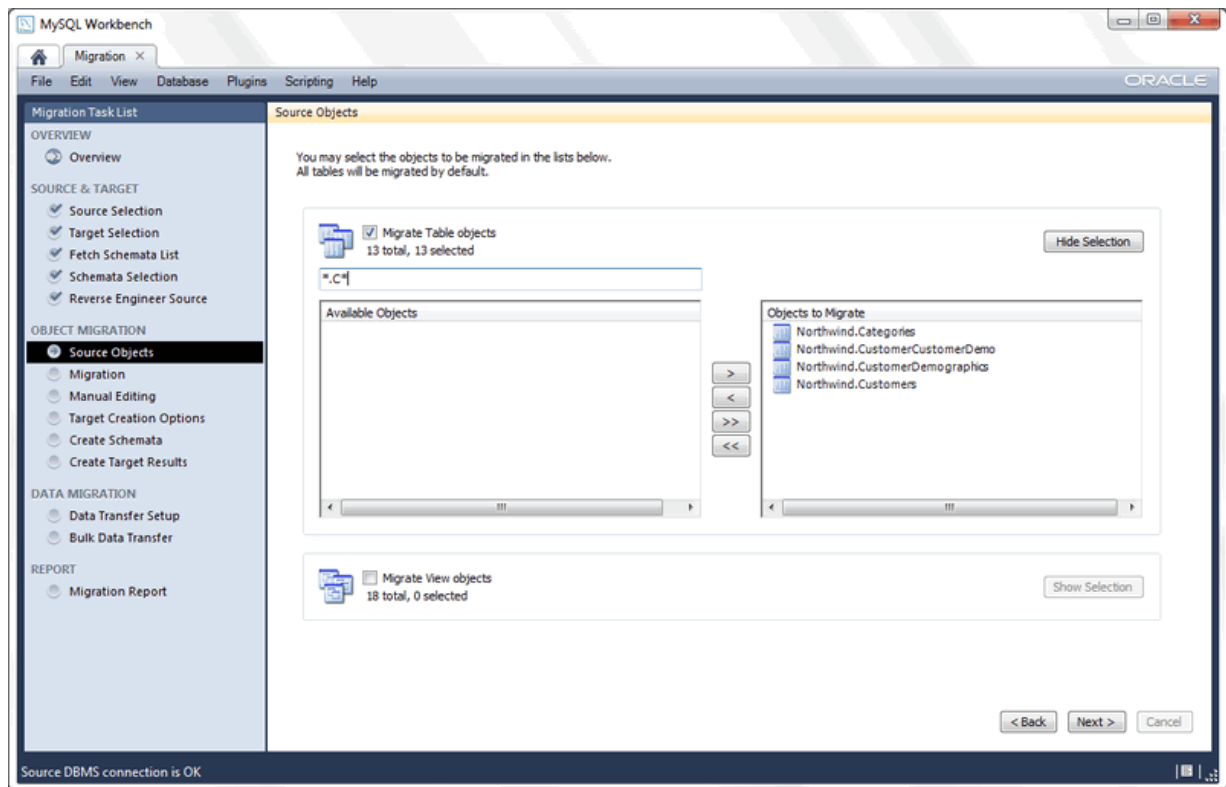 MySQL Workbench
Migration
File Edit View Database Plugins Scripting Help
ORACLE
Migration Task List
OVERVIEW
Overview
SOURCE & TARGET
Source Selection
Target Selection
Fetch Schemata List
Schemata Selection
Reverse Engineer Source
OBJECT MIGRATION
Source Objects
Migration
Manual Editing
Target Creation Options
Create Schemata
Create Target Results
DATA MIGRATION
Data Transfer Setup
Bulk Data Transfer
REPORT
Migration Report
Source Objects
You may select the objects to be migrated in the lists below.
All tables will be migrated by default.
Migrate Table objects
13 total, 13 selected
Hide Selection
*.C*
Available Objects
>
<
>>
<<
Objects to Migrate
Northwind.Categories
Northwind.CustomerCustomerDemo
Northwind.CustomerDemographics
Northwind.Customers
Migrate View objects
18 total, 0 selected
Show Selection
< Back Next > Cancel
Source DBMS connection is OK